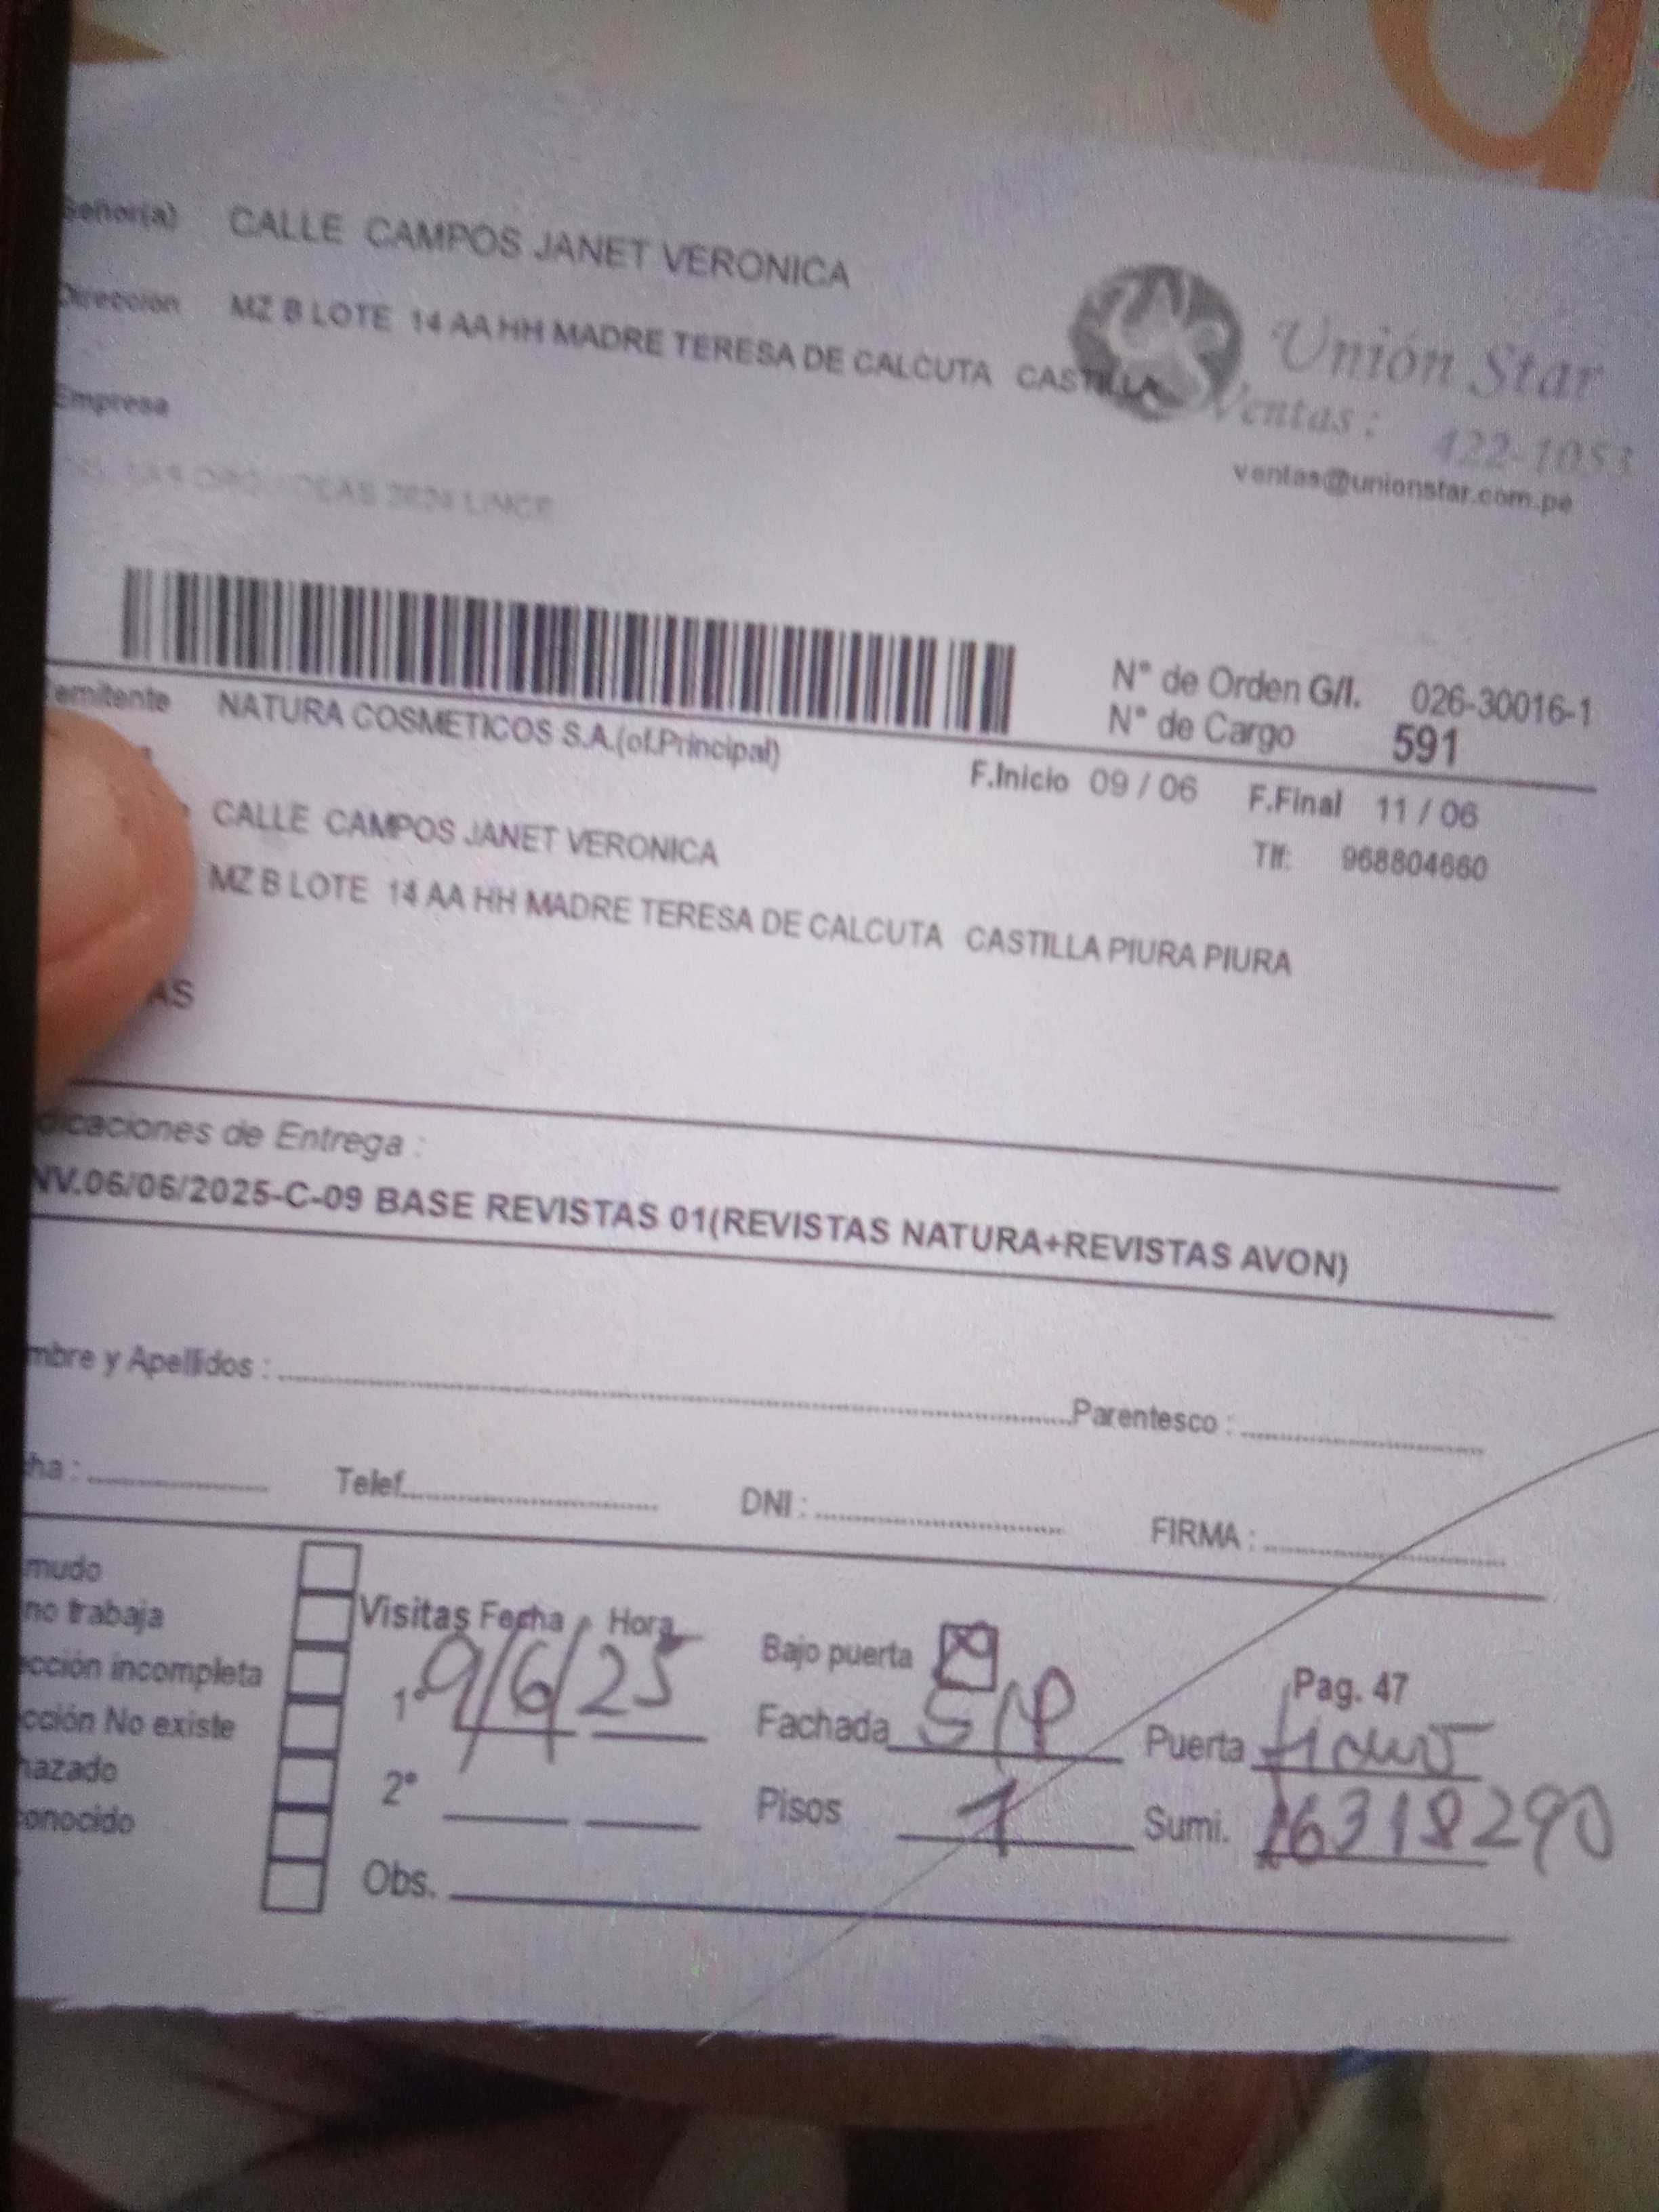 Señor(a) CALLE CAMPOS JANET VERONICA
Dirección MZ B LOTE 14 AA HH MADRE TERESA DE CALCUTA CASTILLA
Unión Star
Ventas: 422-1053
ventas@unionstar.com.pe
Empresa
2624 LINCE
N° de Orden G/I. 026-30016-1
N° de Cargo 591
emitente NATURA COSMETICOS S.A.(of.Principal)
F.Inicio 09 / 06 F.Final 11 / 06
CALLE CAMPOS JANET VERONICA
Tlf: 968804660
MZ B LOTE 14 AA HH MADRE TERESA DE CALCUTA CASTILLA PIURA PIURA
AS
dicaciones de Entrega :
NV.06/06/2025-C-09 BASE REVISTAS 01(REVISTAS NATURA+REVISTAS AVON)
mbre y Apellidos : Parentesco :
ha : Telef. DNI : FIRMA :
mudo
no trabaja
Visitas Fecha Hora
Bajo puerta
Pag. 47
cción incompleta
1° 9/6/25
cción No existe
Fachada S/P Puerta
hazado
2°
Pisos 1 Sumi. 16318290
onocido
Obs.